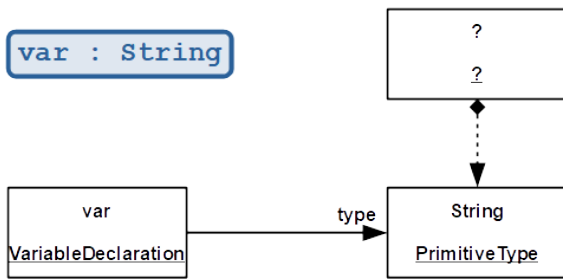 var : String
?
?
var
VariableDeclaration
type
String
PrimitiveType